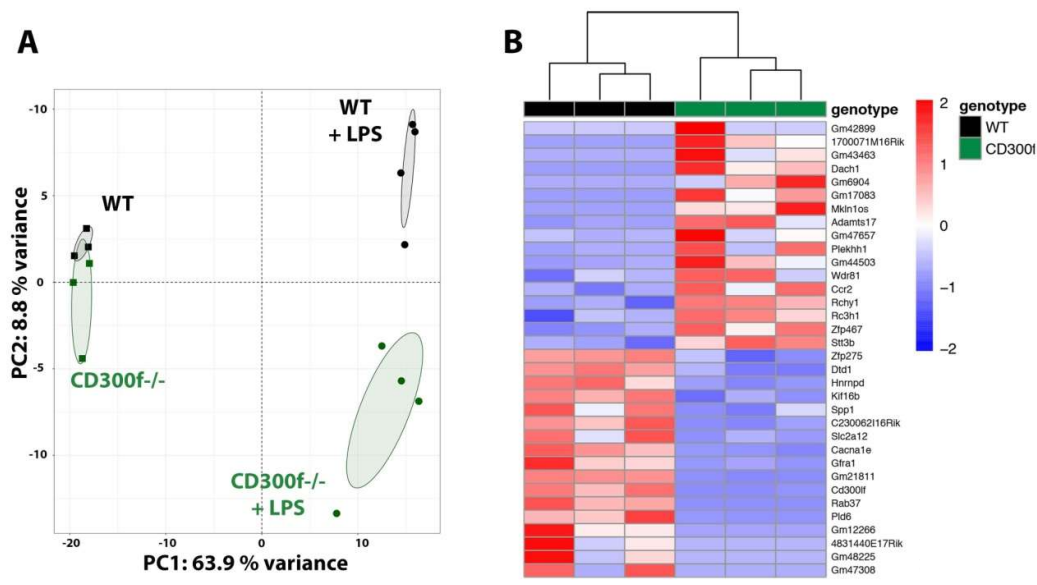 A
WT
+ LPS
-10
5
0
-5
-10
WT
CD300f-/-
CD300f-/-
+ LPS
-20
-10
0
10
PC1: 63.9 % variance
PC2: 8.8 % variance
B
genotype
Gm42899
1700071M16Rik
Gm43463
Dach1
Gm6904
Gm17083
Mkln1os
Adamts17
Gm47657
Plekhh1
Gm44503
Wdr81
Ccr2
Rchy1
Rc3h1
Zfp467
Stt3b
Zfp275
Dtd1
Hnrnpd
Kif16b
Spp1
C230062I16Rik
Slc2a12
Cacna1e
Gfra1
Gm21811
Cd300lf
Rab37
Pld6
Gm12266
4831440E17Rik
Gm48225
Gm47308
2
1
0
−1
−2
genotype
WT
CD300f